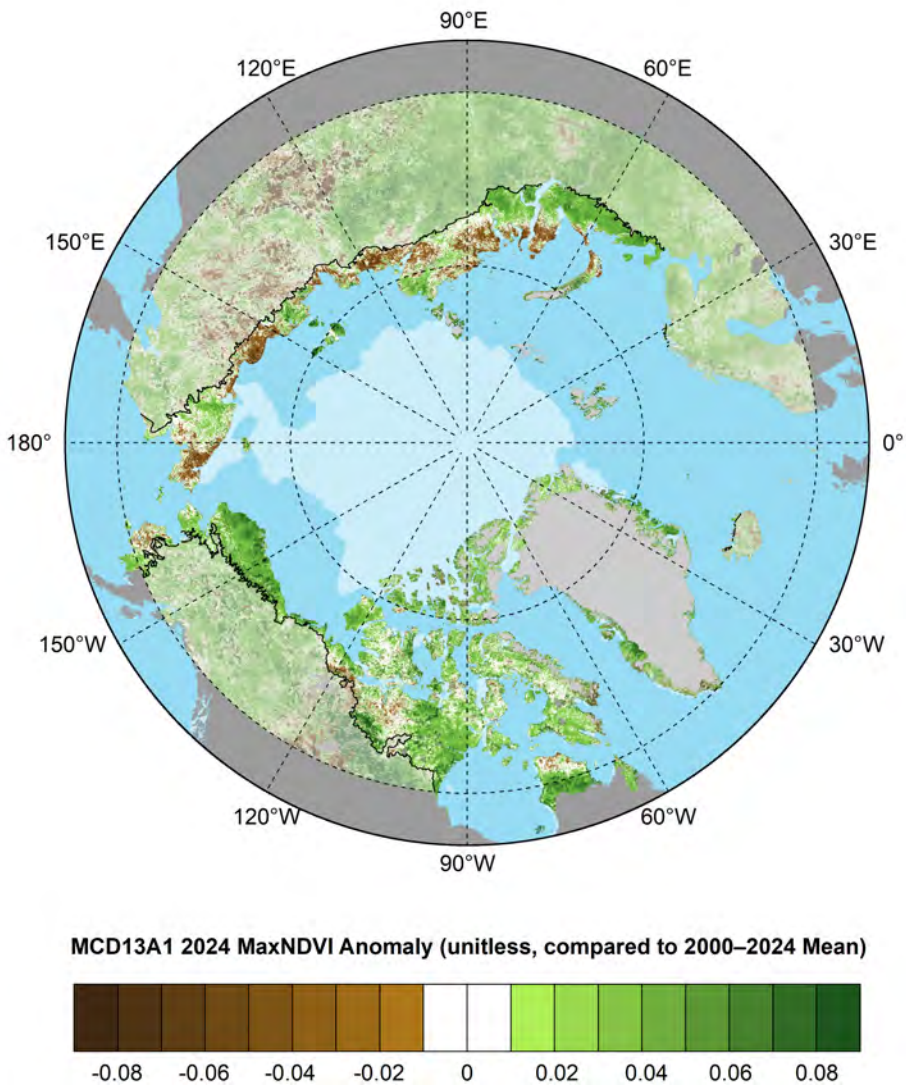 90°E
120°E
60°E
150°E
30°E
180°
0°
150°W
30°W
120°W
60°W
90°W
MCD13A1 2024 MaxNDVI Anomaly (unitless, compared to 2000–2024 Mean)
-0.08 -0.06 -0.04 -0.02 0 0.02 0.04 0.06 0.08